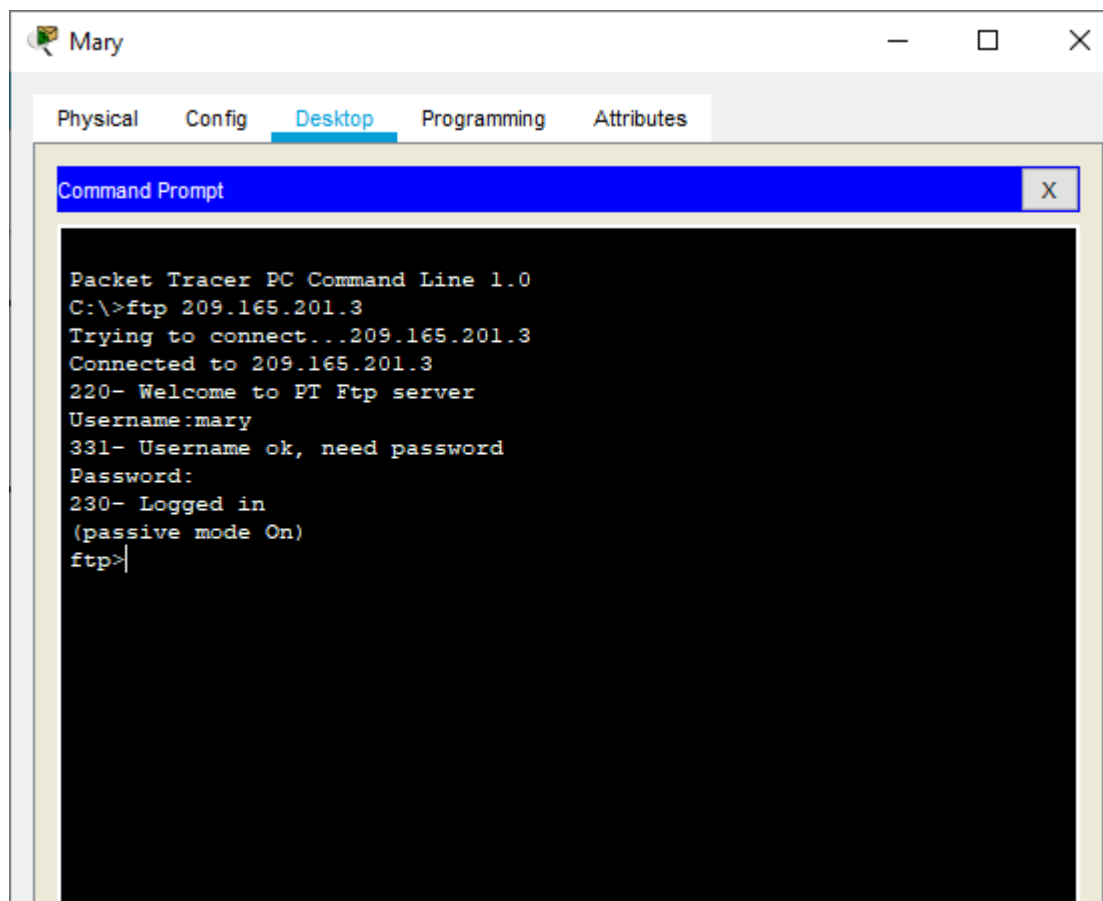 Mary
Physical Config Desktop Programming Attributes
Command Prompt
X
Packet Tracer PC Command Line 1.0
C:\>ftp 209.165.201.3
Trying to connect...209.165.201.3
Connected to 209.165.201.3
220- Welcome to PT Ftp server
Username:mary
331- Username ok, need password
Password:
230- Logged in
(passive mode On)
ftp>